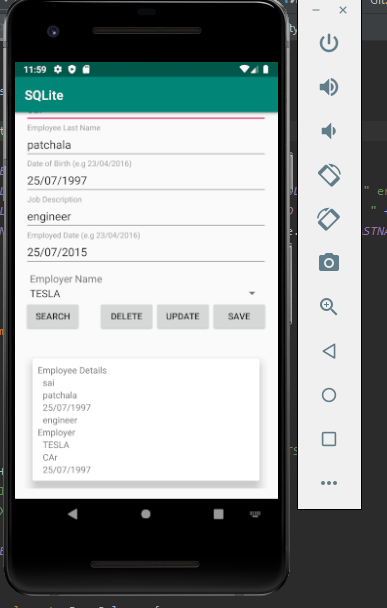 11:59
SQLite
Employee Last Name
patchala
Date of Birth (e.g 23/04/2016)
25/07/1997
Job Description
engineer
Employed Date (e.g 23/04/2016)
25/07/2015
Employer Name
TESLA
SEARCH DELETE UPDATE SAVE
Employee Details
sai
patchala
25/07/1997
engineer
Employer
TESLA
CAr
25/07/1997